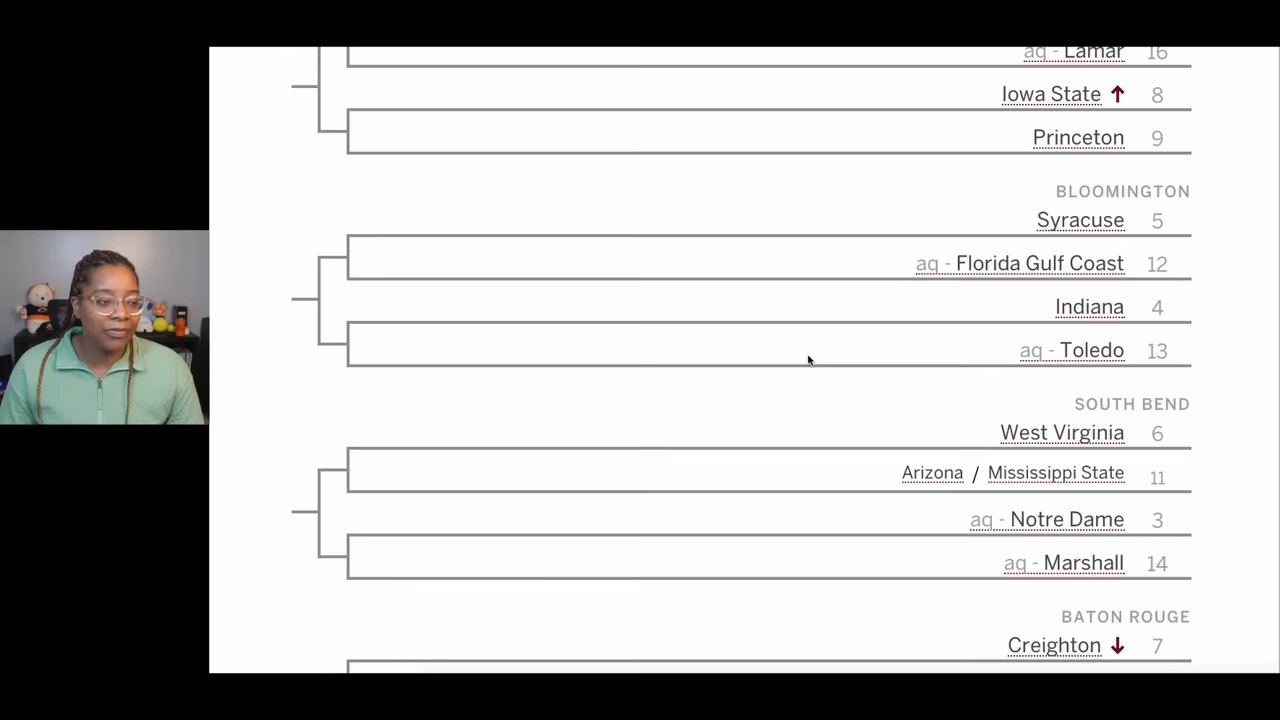 aq - Lamar 16
Iowa State ↑ 8
Princeton 9
BLOOMINGTON
Syracuse 5
aq - Florida Gulf Coast 12
Indiana 4
aq - Toledo 13
SOUTH BEND
West Virginia 6
Arizona / Mississippi State 11
aq - Notre Dame 3
aq - Marshall 14
BATON ROUGE
Creighton ↓ 7